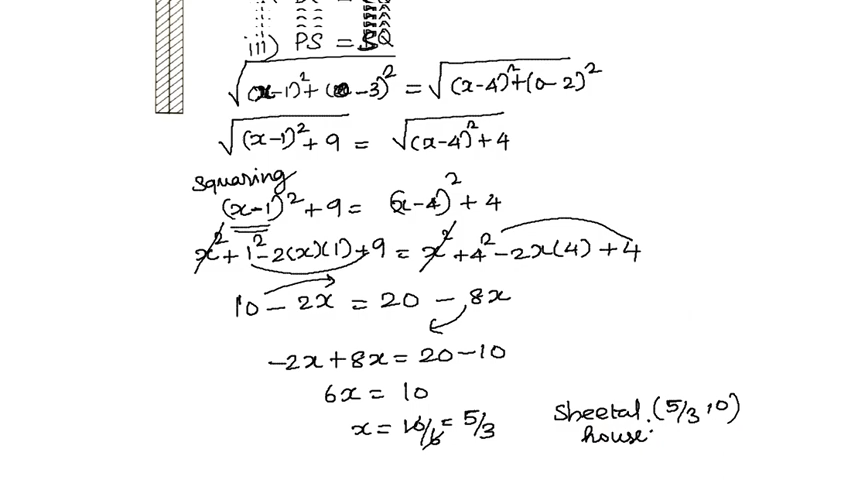 iii) PS = SQ
√(x-1)² + (0-3)² = √(x-4)² + (0-2)²
√(x-1)² + 9 = √(x-4)² + 4
Squaring
(x-1)² + 9 = (x-4)² + 4
x² + 1² - 2(x)(1) + 9 = x² + 4² - 2x(4) + 4
10 - 2x = 20 - 8x
-2x + 8x = 20 - 10
6x = 10
x = 10/6 = 5/3
Sheetal (5/3, 0)
house: